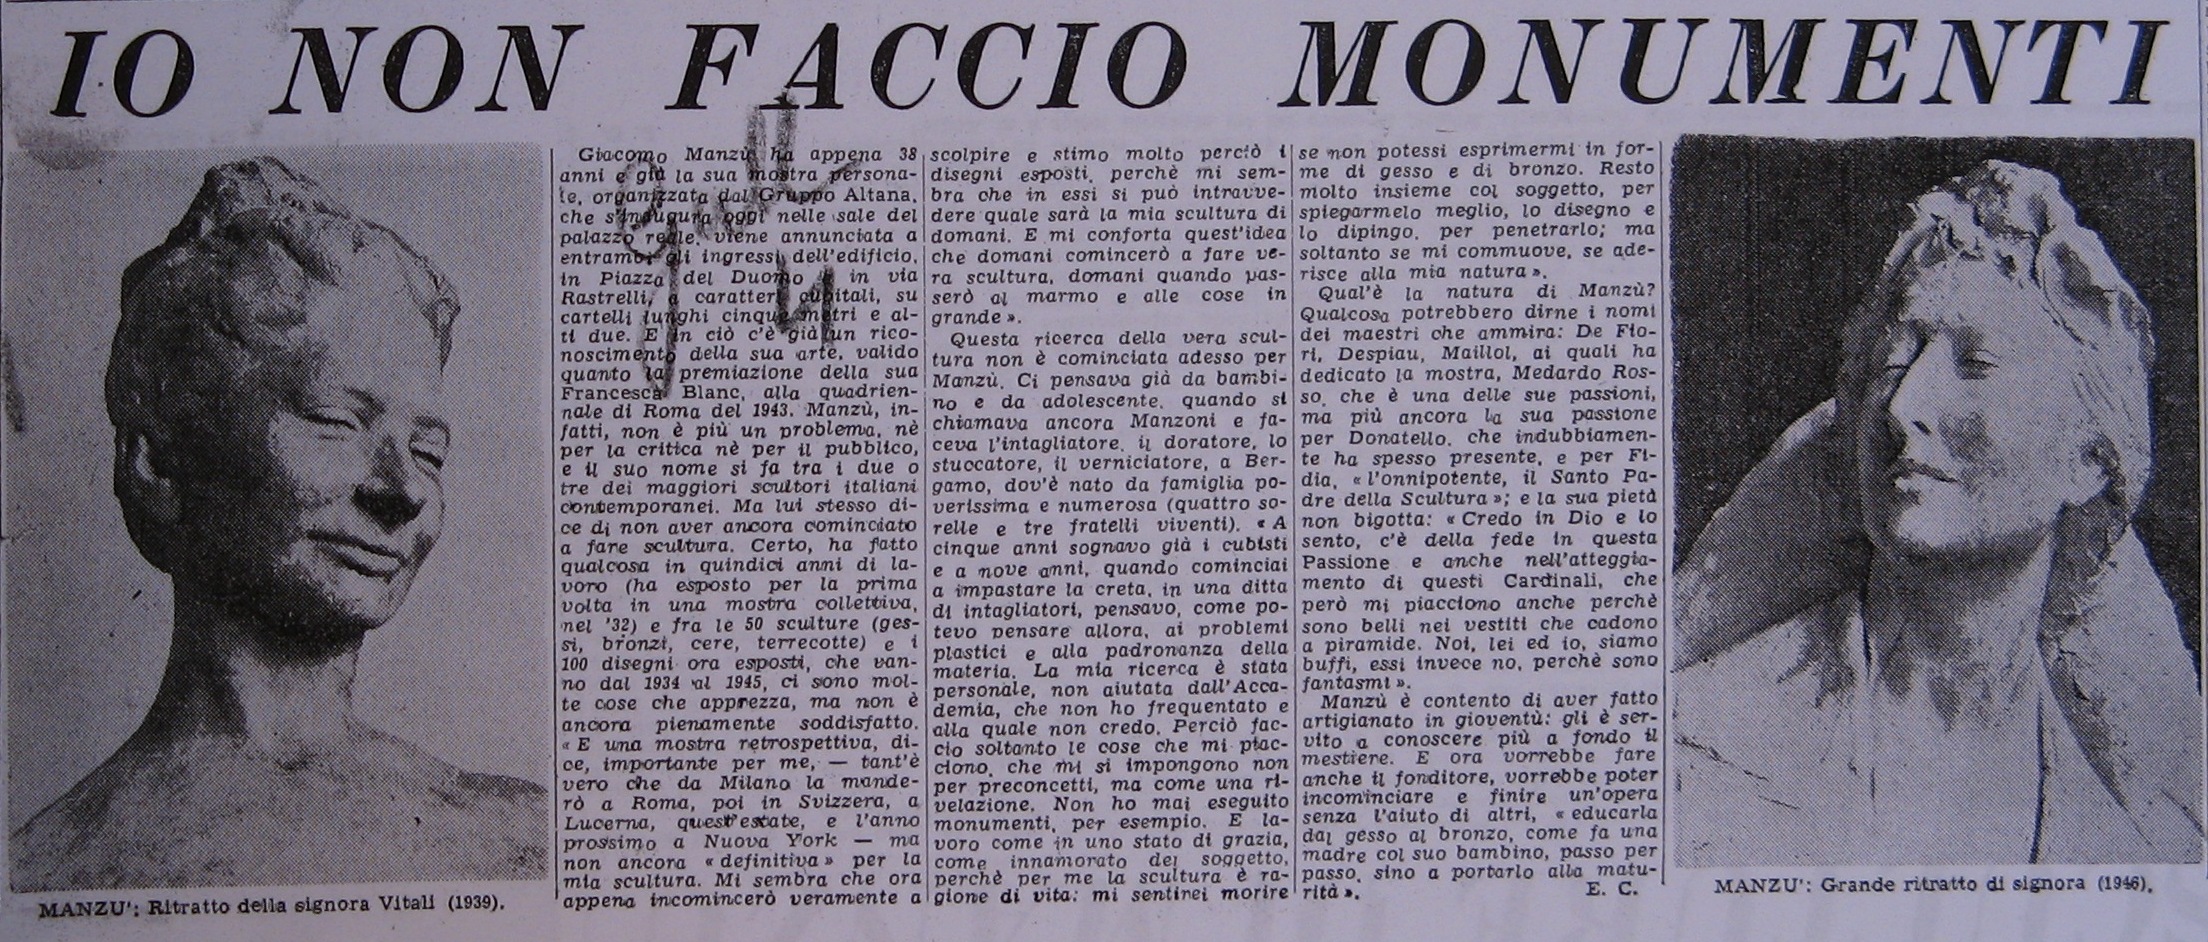 IO NON FACCIO MONUMENTI
Giacomo Manzù ha appena 38
anni e già la sua mostra persona-
le, organizzata dal Gruppo Altana,
che s'inaugura oggi nelle sale del
palazzo reale, viene annunciata a
entrambi gli ingressi dell'edificio,
in Piazza del Duomo e in via
Rastrelli, a caratteri cubitali, su
cartelli lunghi cinque metri e al-
ti due. E in ciò c'è già un rico-
noscimento della sua arte, valido
quanto la premiazione della sua
Francesca Blanc, alla quadrien-
nale di Roma del 1943. Manzù, in-
fatti, non è più un problema, nè
per la critica nè per il pubblico,
e il suo nome si fa tra i due o
tre dei maggiori scultori italiani
contemporanei. Ma lui stesso di-
ce di non aver ancora cominciato
a fare scultura. Certo, ha fatto
qualcosa in quindici anni di la-
voro (ha esposto per la prima
volta in una mostra collettiva,
nel '32) e fra le 50 sculture (ges-
si, bronzi, cere, terrecotte) e i
100 disegni ora esposti, che van-
no dal 1934 al 1945, ci sono mol-
te cose che apprezza, ma non è
ancora pienamente soddisfatto.
« E una mostra retrospettiva, di-
ce, importante per me, — tant'è
vero che da Milano la mande-
rò a Roma, poi in Svizzera, a
Lucerna, quest'estate, e l'anno
prossimo a Nuova York — ma
non ancora « definitiva » per la
mia scultura. Mi sembra che ora
appena incomincerò veramente a
scolpire e stimo molto perciò i
disegni esposti, perchè mi sem-
bra che in essi si può intravve-
dere quale sarà la mia scultura di
domani. E mi conforta quest'idea
che domani comincerò a fare ve-
ra scultura, domani quando pas-
serò al marmo e alle cose in
grande ».
Questa ricerca della vera scul-
tura non è cominciata adesso per
Manzù. Ci pensava già da bambi-
no e da adolescente, quando si
chiamava ancora Manzoni e fa-
ceva l'intagliatore, il doratore, lo
stuccatore, il verniciatore, a Ber-
gamo, dov'è nato da famiglia po-
verissima e numerosa (quattro so-
relle e tre fratelli viventi). « A
cinque anni sognavo già i cubisti
e a nove anni, quando cominciai
a impastare la creta, in una ditta
di intagliatori, pensavo, come po-
tevo pensare allora, ai problemi
plastici e alla padronanza della
materia. La mia ricerca è stata
personale, non aiutata dall'Acca-
demia, che non ho frequentato e
alla quale non credo. Perciò fac-
cio soltanto le cose che mi piac-
ciono, che mi si impongono non
per preconcetti, ma come una ri-
velazione. Non ho mai eseguito
monumenti, per esempio. E la-
voro come in uno stato di grazia,
come innamorato del soggetto,
perchè per me la scultura è ra-
gione di vita: mi sentirei morire
se non potessi esprimermi in for-
me di gesso e di bronzo. Resto
molto insieme col soggetto, per
spiegarmelo meglio, lo disegno e
lo dipingo, per penetrarlo; ma
soltanto se mi commuove, se ade-
risce alla mia natura ».
Qual'è la natura di Manzù?
Qualcosa potrebbero dirne i nomi
dei maestri che ammira: De Fio-
ri, Despiau, Maillol, ai quali ha
dedicato la mostra, Medardo Ros-
so, che è una delle sue passioni,
ma più ancora la sua passione
per Donatello, che indubbiamen-
te ha spesso presente, e per Fi-
dia, « l'onnipotente, il Santo Pa-
dre della Scultura »; e la sua pietà
non bigotta: « Credo in Dio e lo
sento, c'è della fede in questa
Passione e anche nell'atteggia-
mento di questi Cardinali, che
però mi piacciono anche perchè
sono belli nei vestiti che cadono
a piramide. Noi, lei ed io, siamo
buffi, essi invece no, perchè sono
fantasmi ».
Manzù è contento di aver fatto
artigianato in gioventù: gli è ser-
vito a conoscere più a fondo il
mestiere. E ora vorrebbe fare
anche il fonditore, vorrebbe poter
incominciare e finire un'opera
senza l'aiuto di altri, « educarla
dal gesso al bronzo, come fa una
madre col suo bambino, passo per
passo, sino a portarlo alla matu-
rità ».
E. C.
MANZU': Ritratto della signora Vitali (1939).
MANZU': Grande ritratto di signora (1946).